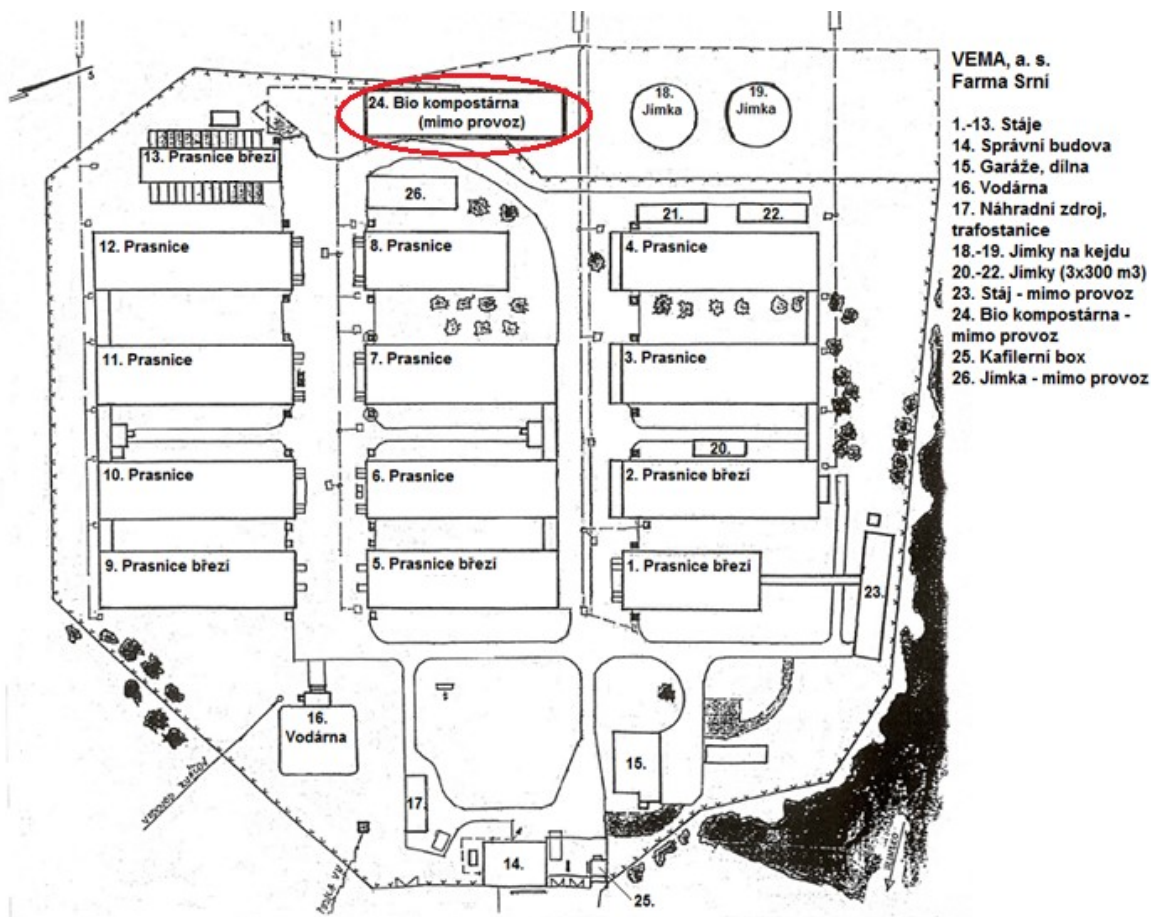 S
24. Bio kompostárna
(mimo provoz)
18.
Jímka
19.
Jímka
13. Prasnice březí
26.
21.
22.
12. Prasnice
8. Prasnice
4. Prasnice
11. Prasnice
7. Prasnice
3. Prasnice
20.
10. Prasnice
6. Prasnice
2. Prasnice březí
9. Prasnice březí
5. Prasnice březí
1. Prasnice březí
23.
16.
Vodárna
15.
17.
14.
25.
VEMA, a. s.
Farma Srní
1.-13. Stáje
14. Správní budova
15. Garáže, dílna
16. Vodárna
17. Náhradní zdroj,
trafostanice
18.-19. Jímky na kejdu
20.-22. Jímky (3x300 m3)
23. Stáj - mimo provoz
24. Bio kompostárna -
mimo provoz
25. Kafilerní box
26. Jímka - mimo provoz